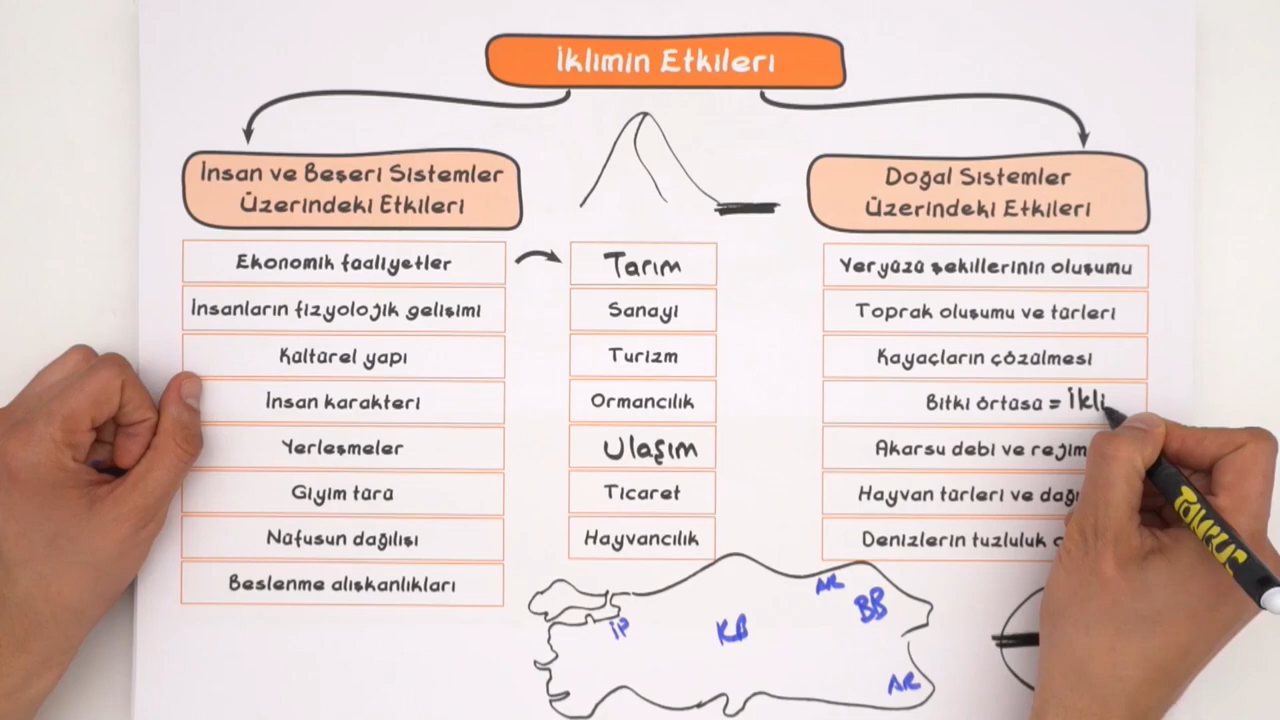 İklimin Etkileri
İnsan ve Beşeri Sistemler
Üzerindeki Etkileri
Ekonomik faaliyetler
İnsanların fizyolojik gelişimi
Kültürel yapı
İnsan karakteri
Yerleşmeler
Giyim türü
Nüfusun dağılışı
Beslenme alışkanlıkları
Tarım
Sanayi
Turizm
Ormancılık
Ulaşım
Ticaret
Hayvancılık
Doğal Sistemler
Üzerindeki Etkileri
Yeryüzü şekillerinin oluşumu
Toprak oluşumu ve türleri
Kayaçların çözülmesi
Bitki örtüsü = İkli
Akarsu debi ve rejim
Hayvan türleri ve dağı
Denizlerin tuzluluk
AR
BB
İP
KB
AR